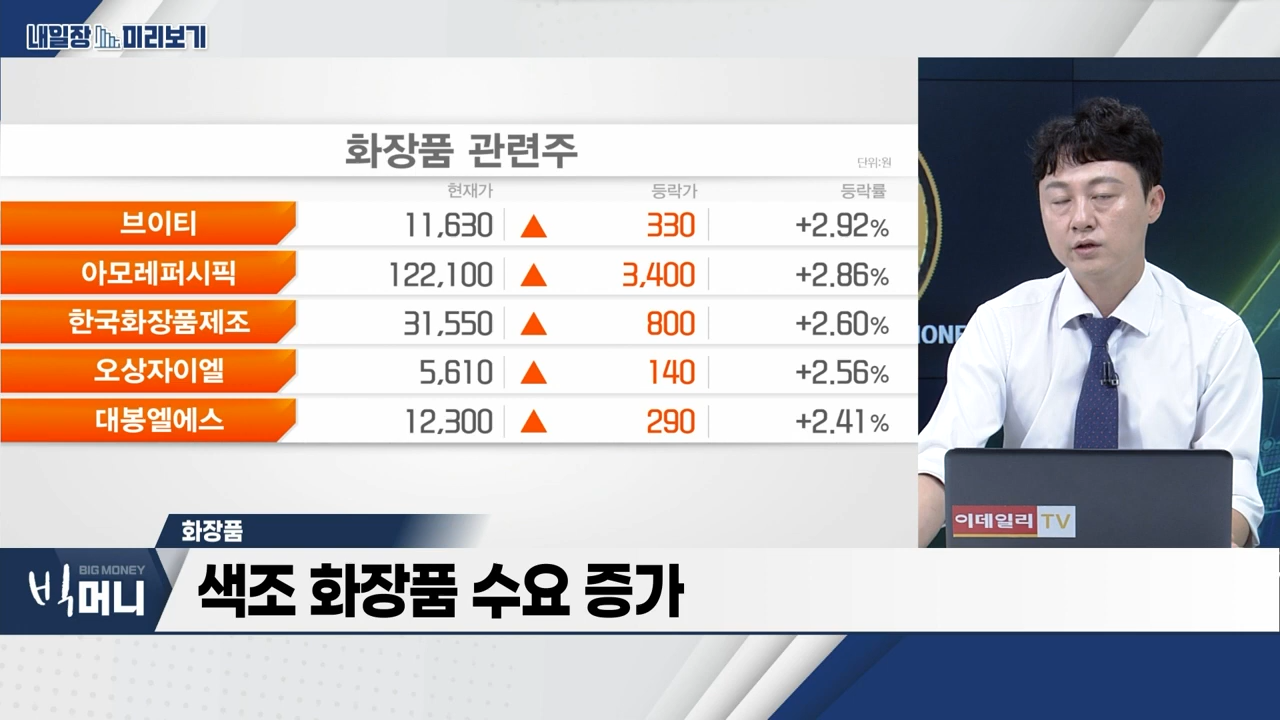 내일장 미리보기
화장품 관련주
단위:원
현재가 등락가 등락률
브이티 11,630 ▲ 330 +2.92%
아모레퍼시픽 122,100 ▲ 3,400 +2.86%
한국화장품제조 31,550 ▲ 800 +2.60%
오상자이엘 5,610 ▲ 140 +2.56%
대봉엘에스 12,300 ▲ 290 +2.41%
이데일리 TV
화장품
BIG MONEY
빅머니
색조 화장품 수요 증가